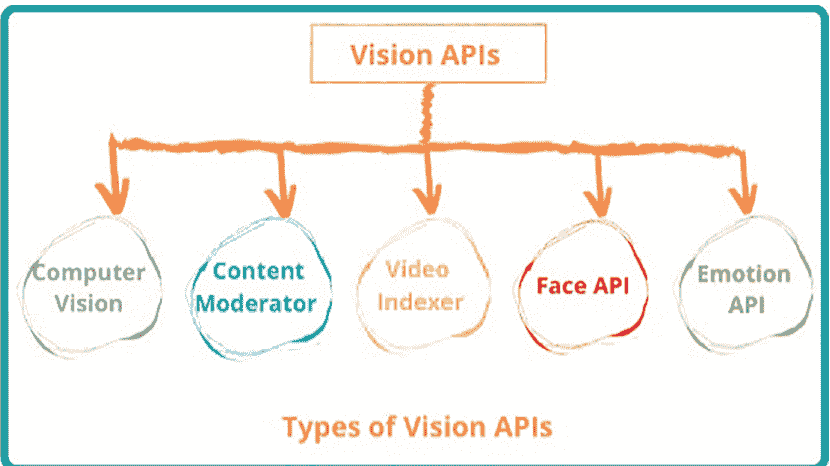 Vision APIs
Computer
Vision
Content
Moderator
Video
Indexer
Face API
Emotion
API
Types of Vision APIs